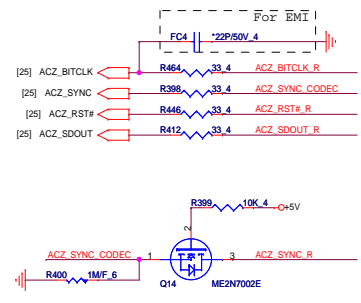 For EMI
FC4 *22P/50V_4
[25] ACZ_BITCLK R464 33_4 ACZ_BITCLK_R
[25] ACZ_SYNC R398 33_4 ACZ_SYNC_CODEC
[25] ACZ_RST# R446 33_4 ACZ_RST#_R
[25] ACZ_SDOUT R412 33_4 ACZ_SDOUT_R
R399 10K_4 +5V
2
ACZ_SYNC_CODEC 1 3 ACZ_SYNC_R
R400 1M/F_6
Q14 ME2N7002E